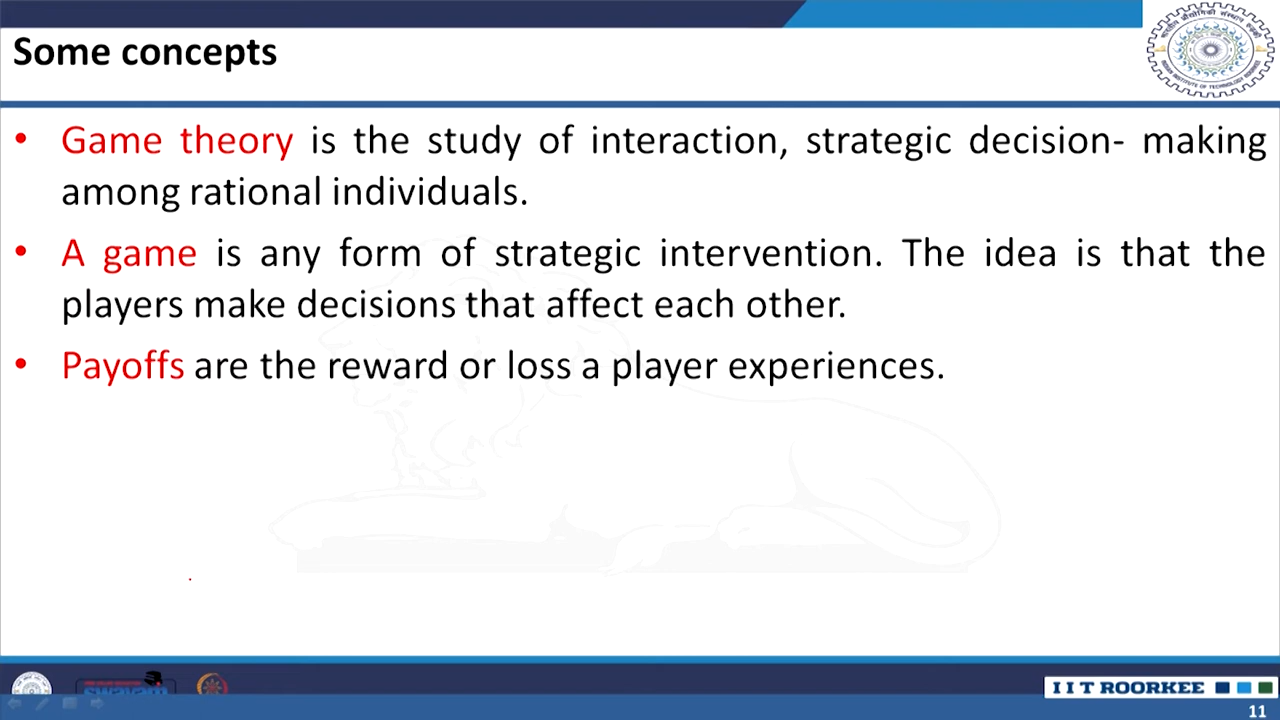 Some concepts
• Game theory is the study of interaction, strategic decision- making
among rational individuals.
• A game is any form of strategic intervention. The idea is that the
players make decisions that affect each other.
• Payoffs are the reward or loss a player experiences.
swayam
IIT ROORKEE
11